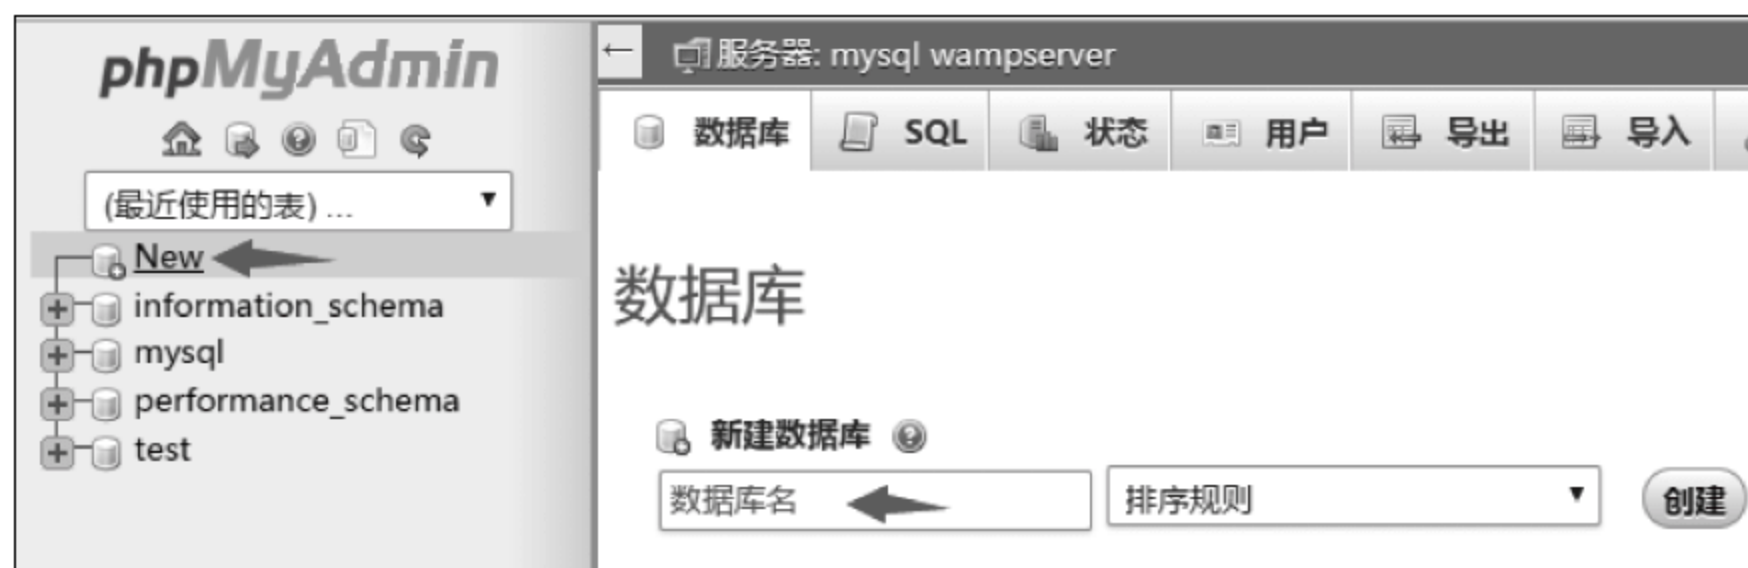 phpMyAdmin
(最近使用的表) ...
New
information_schema
mysql
performance_schema
test
服务器: mysql wampserver
数据库 SQL 状态 用户 导出 导入
数据库
新建数据库
数据库名 排序规则 创建